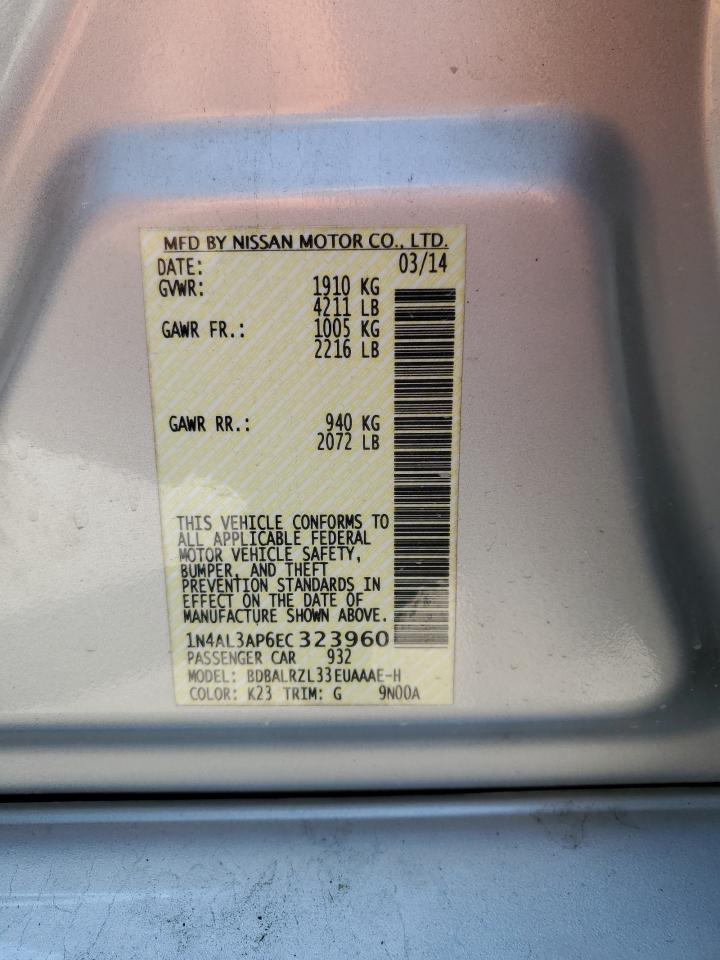 MFD BY NISSAN MOTOR CO., LTD.
DATE: 03/14
GVWR: 1910 KG
4211 LB
GAWR FR.: 1005 KG
2216 LB
GAWR RR.: 940 KG
2072 LB
THIS VEHICLE CONFORMS TO
ALL APPLICABLE FEDERAL
MOTOR VEHICLE SAFETY,
BUMPER, AND THEFT
PREVENTION STANDARDS IN
EFFECT ON THE DATE OF
MANUFACTURE SHOWN ABOVE.
1N4AL3AP6EC323960
PASSENGER CAR 932
MODEL: BDBALRZL33EUAAAE-H
COLOR: K23 TRIM: G 9N00A